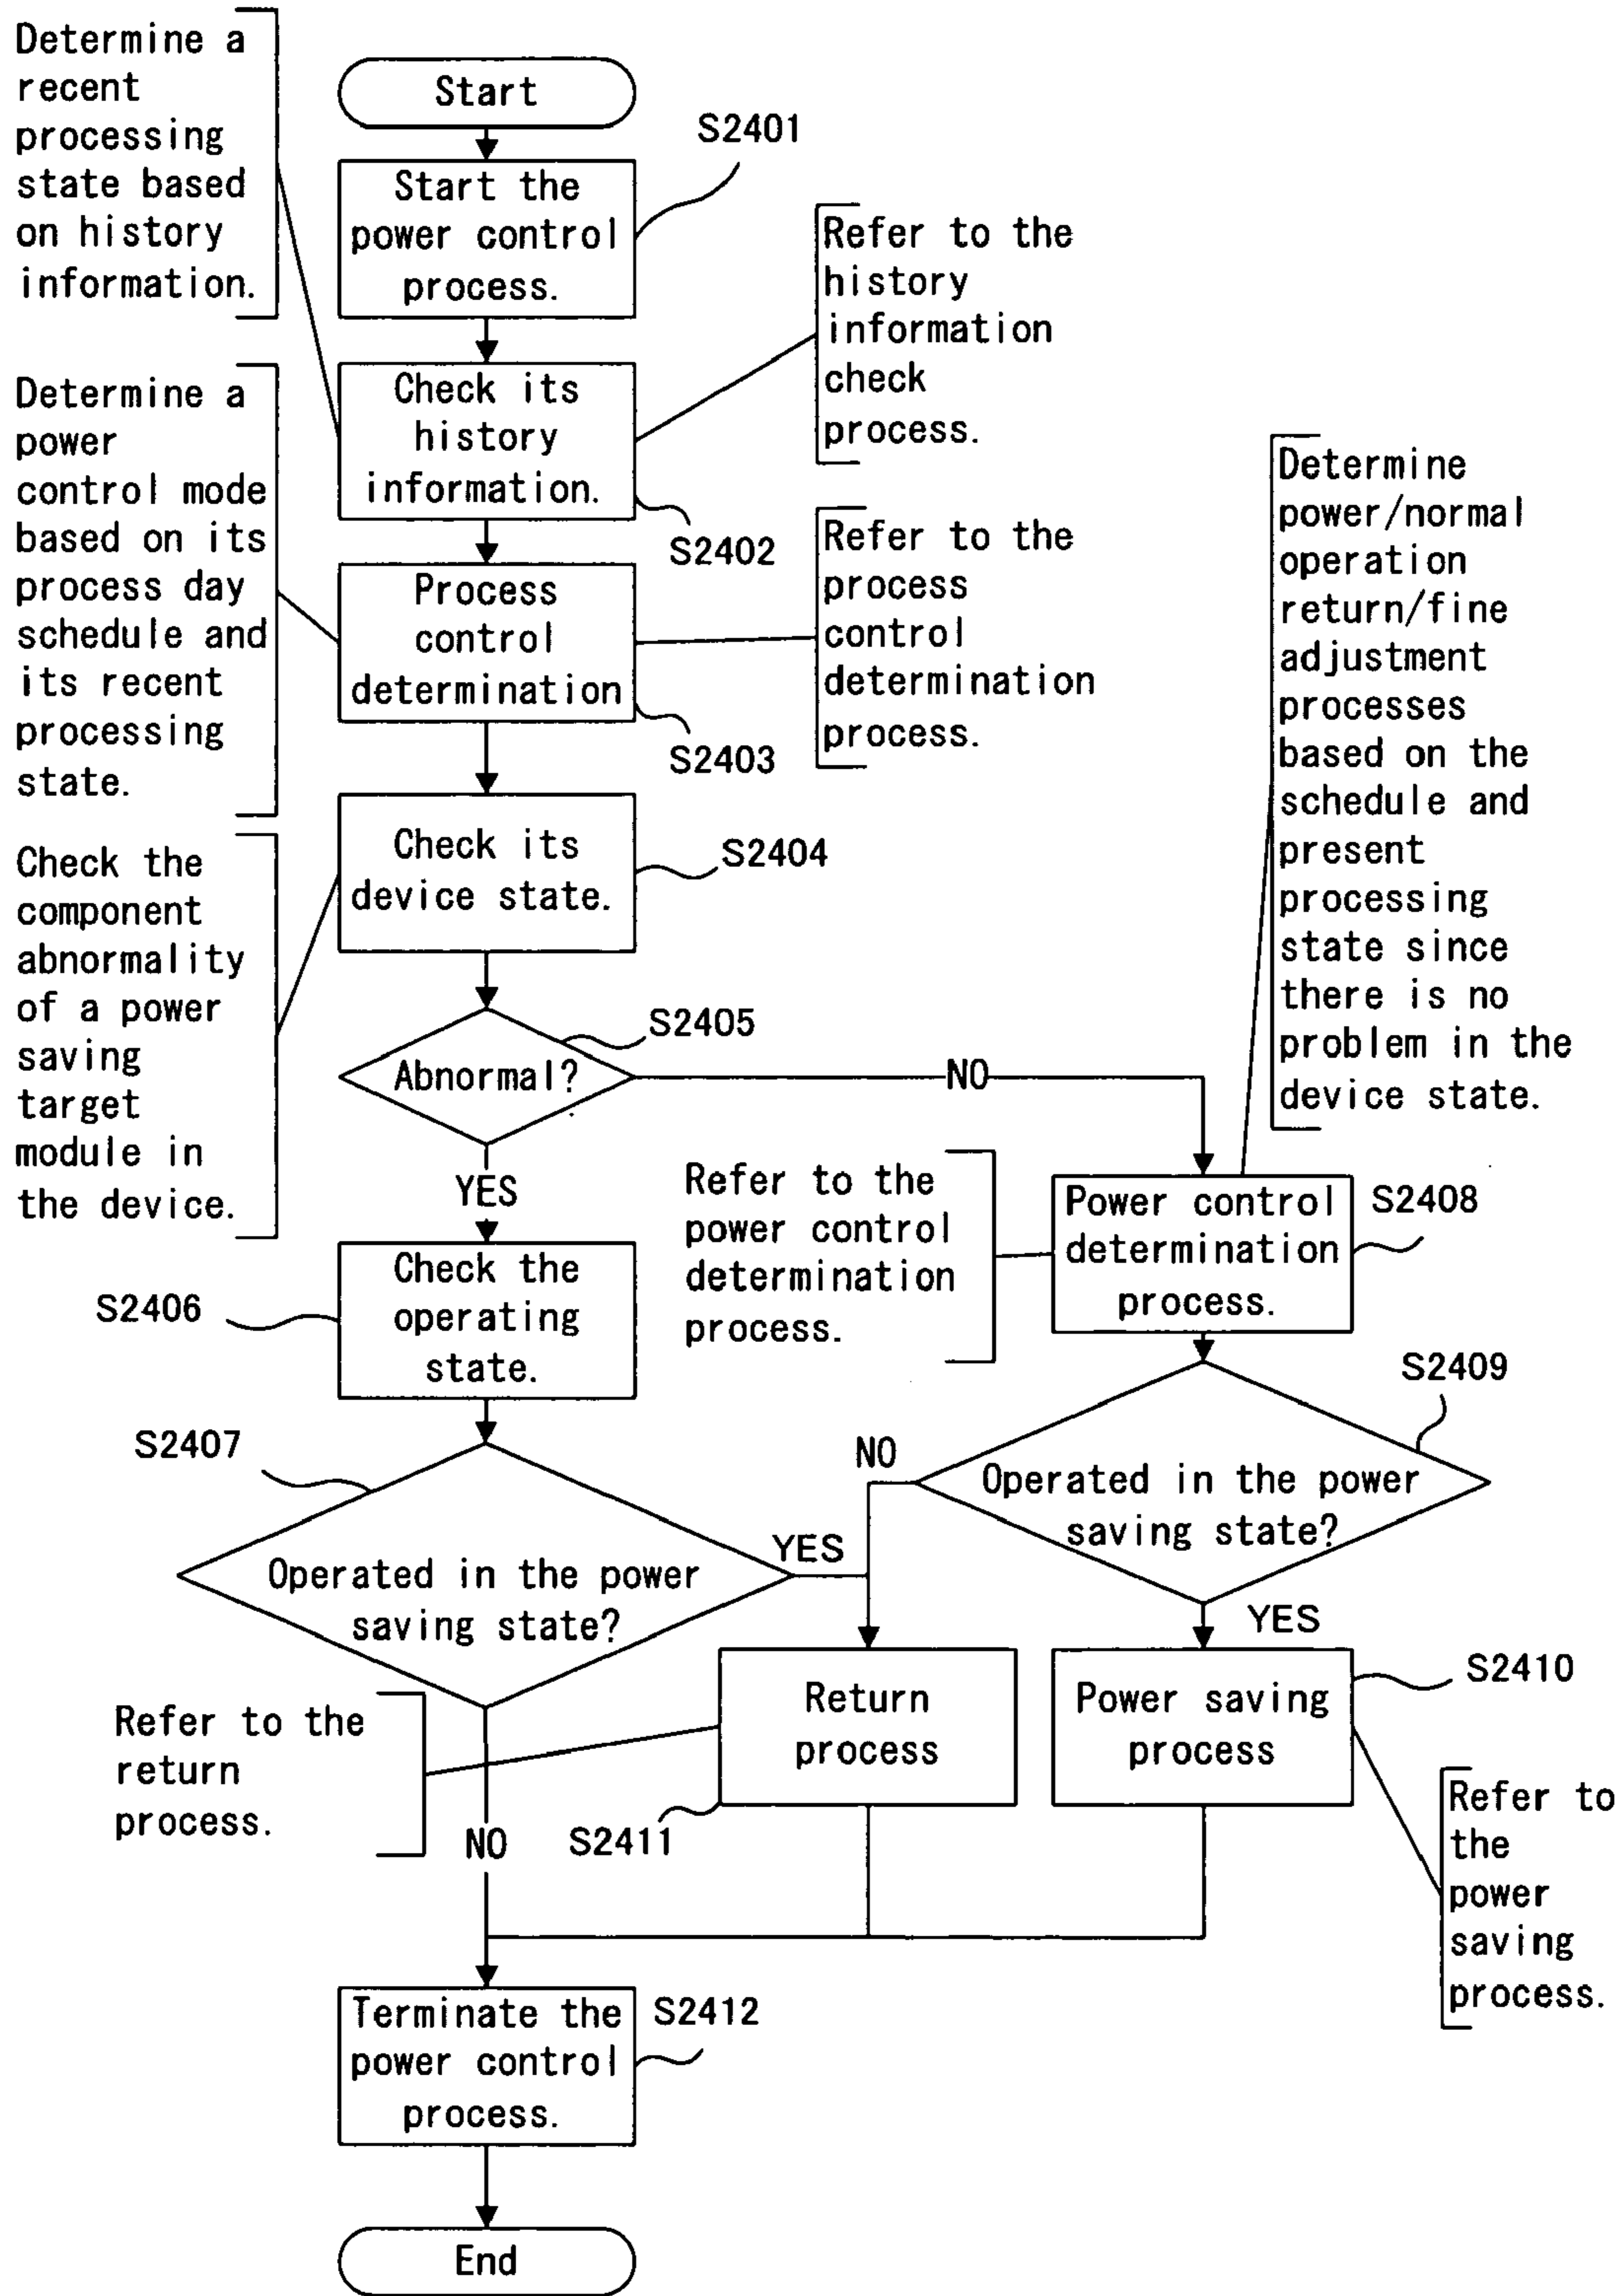 Determine a
recent
processing
state based
on history
information.
Start
S2401
Start the
power control
process.
Refer to the
history
information
check
process.
Check its
history
information.
S2402
Determine a
power
control mode
based on its
process day
schedule and
its recent
processing
state.
Process
control
determination
S2403
Refer to the
process
control
determination
process.
Determine
power/normal
operation
return/fine
adjustment
processes
based on the
schedule and
present
processing
state since
there is no
problem in the
device state.
Check its
device state.
S2404
Check the
component
abnormality
of a power
saving
target
module in
the device.
S2405
Abnormal?
NO
YES
Refer to the
power control
determination
process.
Power control
determination
process.
S2408
S2406
Check the
operating
state.
S2409
S2407
NO
Operated in the power
saving state?
YES
Operated in the power
saving state?
YES
Return
process
Power saving
process
S2410
Refer to the
return
process.
NO
S2411
Refer to
the
power
saving
process.
Terminate the
power control
process.
S2412
End